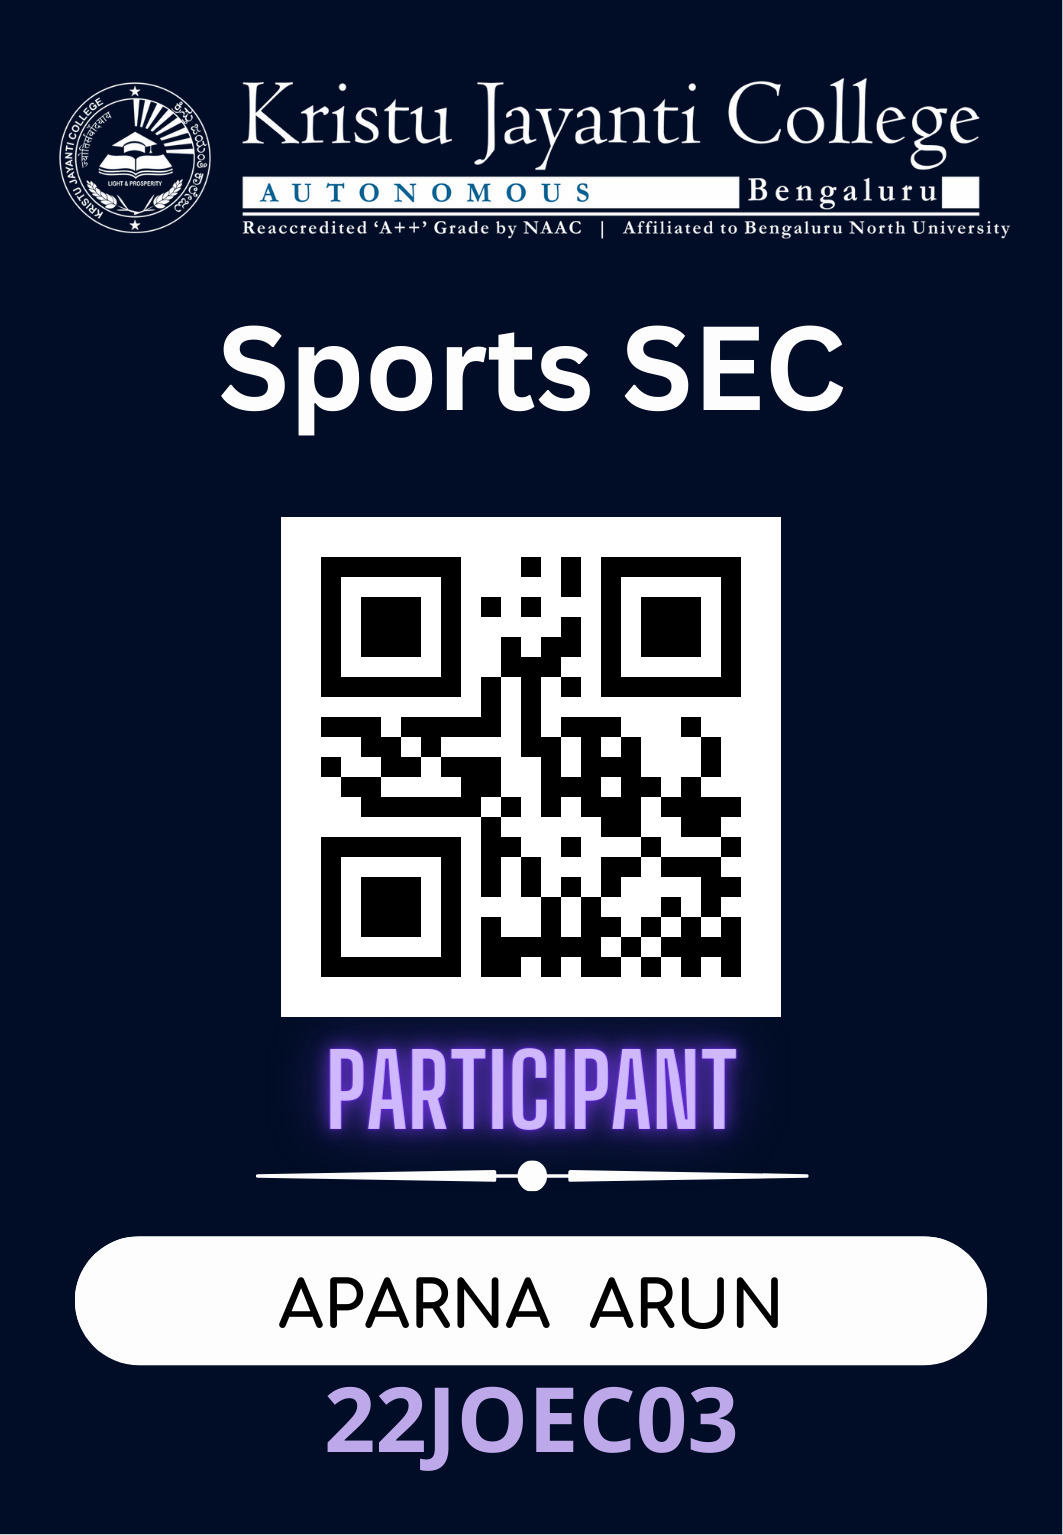 Kristu Jayanti College
AUTONOMOUS Bengaluru
Reaccredited ‘A++’ Grade by NAAC | Affiliated to Bengaluru North University
KRISTU JAYANTI COLLEGE
LIGHT & PROSPERITY
Sports SEC
PARTICIPANT
APARNA ARUN
22JOEC03